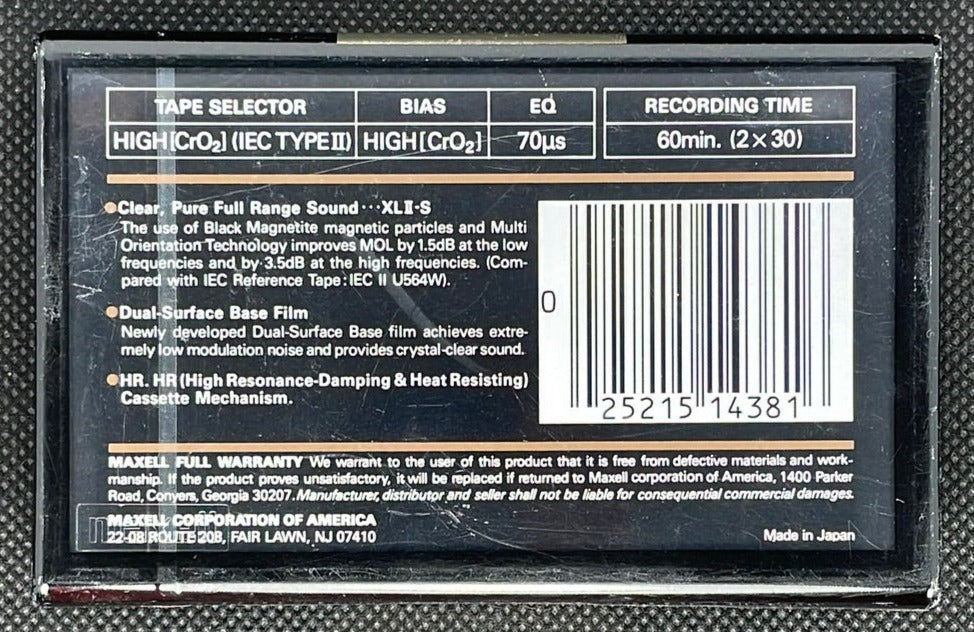 TAPE SELECTOR BIAS EQ RECORDING TIME
HIGH[CrO₂] (IEC TYPE II) HIGH[CrO₂] 70µs 60min. (2×30)
●Clear, Pure Full Range Sound···XLII-S
The use of Black Magnetite magnetic particles and Multi
Orientation Technology improves MOL by 1.5dB at the low
frequencies and by 3.5dB at the high frequencies. (Com-
pared with IEC Reference Tape:IEC II U564W).
●Dual-Surface Base Film
Newly developed Dual-Surface Base film achieves extre-
mely low modulation noise and provides crystal-clear sound.
●HR. HR (High Resonance-Damping & Heat Resisting)
Cassette Mechanism.
0
25215 14381
MAXELL FULL WARRANTY We warrant to the user of this product that it is free from defective materials and work-
manship. If the product proves unsatisfactory, it will be replaced if returned to Maxell corporation of America, 1400 Parker
Road, Conyers, Georgia 30207. Manufacturer, distributor and seller shall not be liable for consequential commercial damages.
MAXELL CORPORATION OF AMERICA
22-08 ROUTE 208, FAIR LAWN, NJ 07410 Made in Japan
maxell